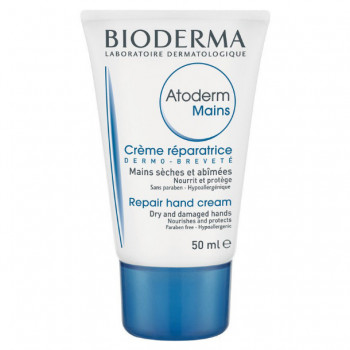 BIODERMA
LABORATOIRE DERMATOLOGIQUE
Atoderm
Mains
Crème réparatrice
DERMO-BREVETÉ
Mains sèches et abîmées
Nourrit et protège
Sans paraben - Hypoallergénique
Repair hand cream
Dry and damaged hands
Nourishes and protects
Paraben free - Hypoallergenic
50 ml e